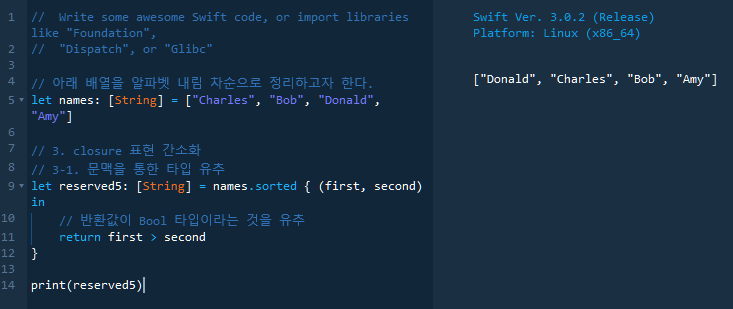 1 //  Write some awesome Swift code, or import libraries
like "Foundation",
2 //  "Dispatch", or "Glibc"
3
4 // 아래 배열을 알파벳 내림 차순으로 정리하고자 한다.
5 let names: [String] = ["Charles", "Bob", "Donald",
"Amy"]
6
7 // 3. closure 표현 간소화
8 // 3-1. 문맥을 통한 타입 유추
9 let reserved5: [String] = names.sorted { (first, second)
in
10     // 반환값이 Bool 타입이라는 것을 유추
11     return first > second
12 }
13
14 print(reserved5)
Swift Ver. 3.0.2 (Release)
Platform: Linux (x86_64)
["Donald", "Charles", "Bob", "Amy"]